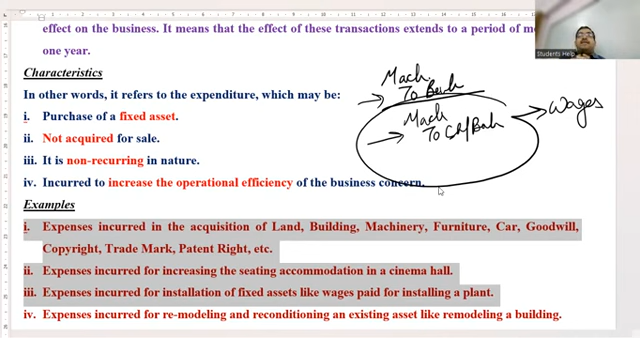 effect on the business. It means that the effect of these transactions extends to a period of
one year.
Students Help
Characteristics
In other words, it refers to the expenditure, which may be:
i. Purchase of a fixed asset.
ii. Not acquired for sale.
iii. It is non-recurring in nature.
iv. Incurred to increase the operational efficiency of the business concern.
Mach
To Bank
Mach
To Csh/Bank
Wages
Examples
i. Expenses incurred in the acquisition of Land, Building, Machinery, Furniture, Car, Goodwill,
Copyright, Trade Mark, Patent Right, etc.
ii. Expenses incurred for increasing the seating accommodation in a cinema hall.
iii. Expenses incurred for installation of fixed assets like wages paid for installing a plant.
iv. Expenses incurred for re-modeling and reconditioning an existing asset like remodeling a building.